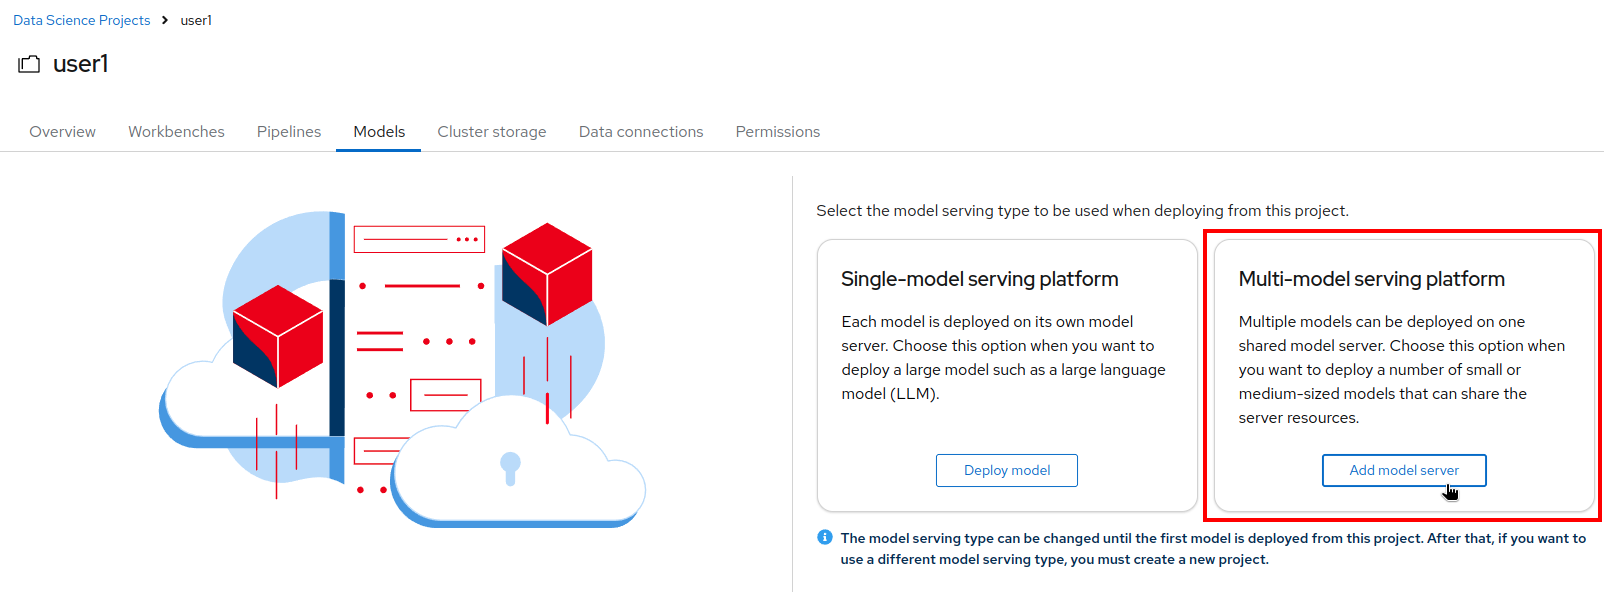 Data Science Projects > user1
user1
Overview Workbenches Pipelines Models Cluster storage Data connections Permissions
Select the model serving type to be used when deploying from this project.
Single-model serving platform
Each model is deployed on its own model
server. Choose this option when you want to
deploy a large model such as a large language
model (LLM).
Deploy model
Multi-model serving platform
Multiple models can be deployed on one
shared model server. Choose this option when
you want to deploy a number of small or
medium-sized models that can share the
server resources.
Add model server
The model serving type can be changed until the first model is deployed from this project. After that, if you want to
use a different model serving type, you must create a new project.